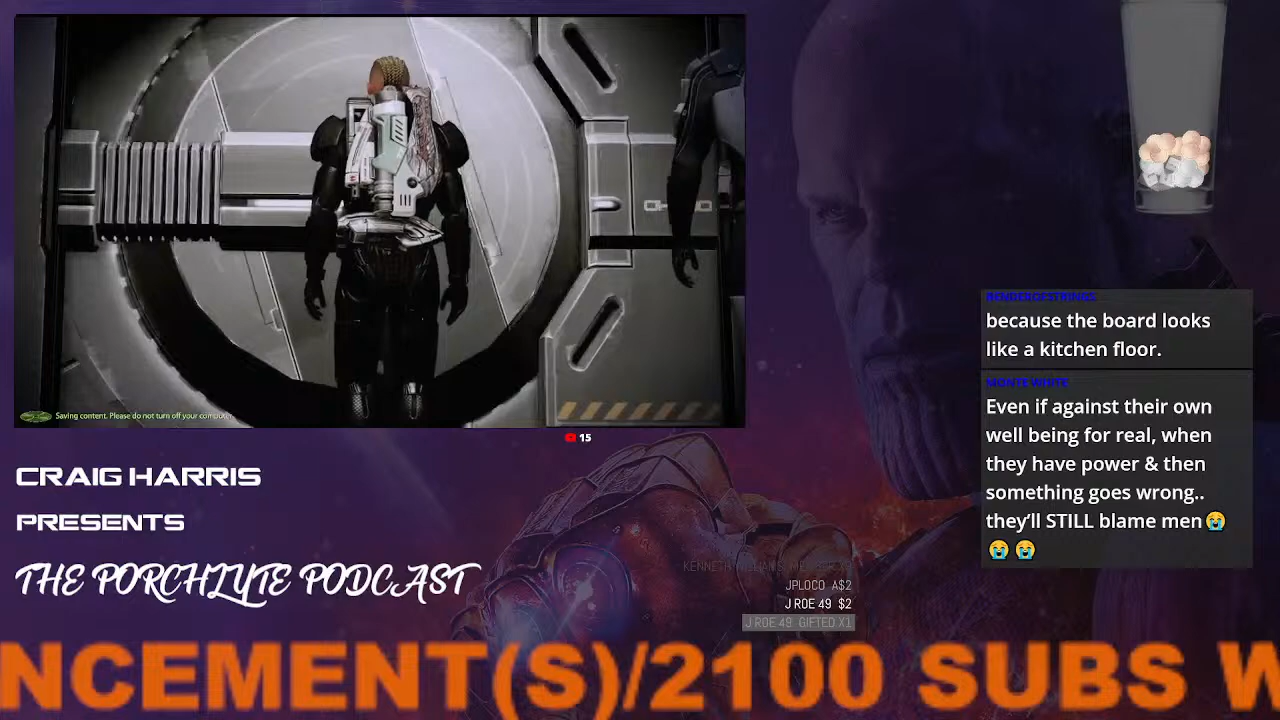 Saving content. Please do not turn off your computer.
15
RENDEROFSTRINGS
because the board looks
like a kitchen floor.
MONTE WHITE
Even if against their own
well being for real, when
they have power & then
something goes wrong..
they'll STILL blame men😭
😭😭
CRAIG HARRIS
PRESENTS
THE PORCHLYTE PODCAST
JPLOCO A$2
J ROE 49 $2
J ROE 49 GIFTED X1
NCEMENT(S)/2100 SUBS W